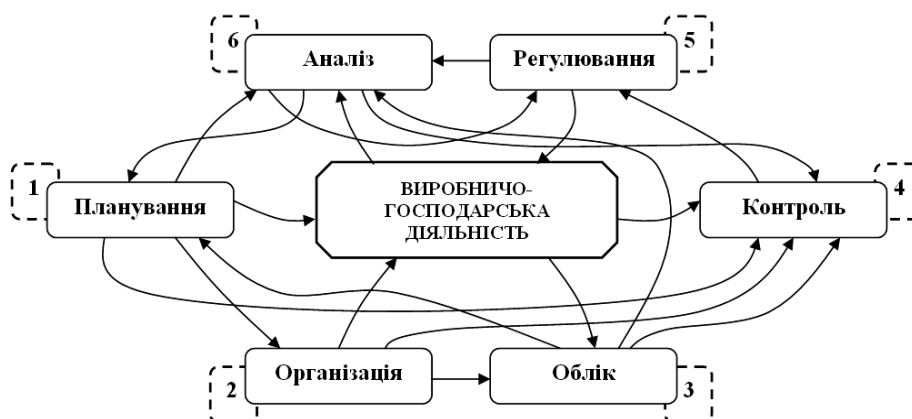 6
Аналіз
Регулювання
5
1
Планування
ВИРОБНИЧО-
ГОСПОДАРСЬКА
ДІЯЛЬНІСТЬ
Контроль
4
2
Організація
Облік
3